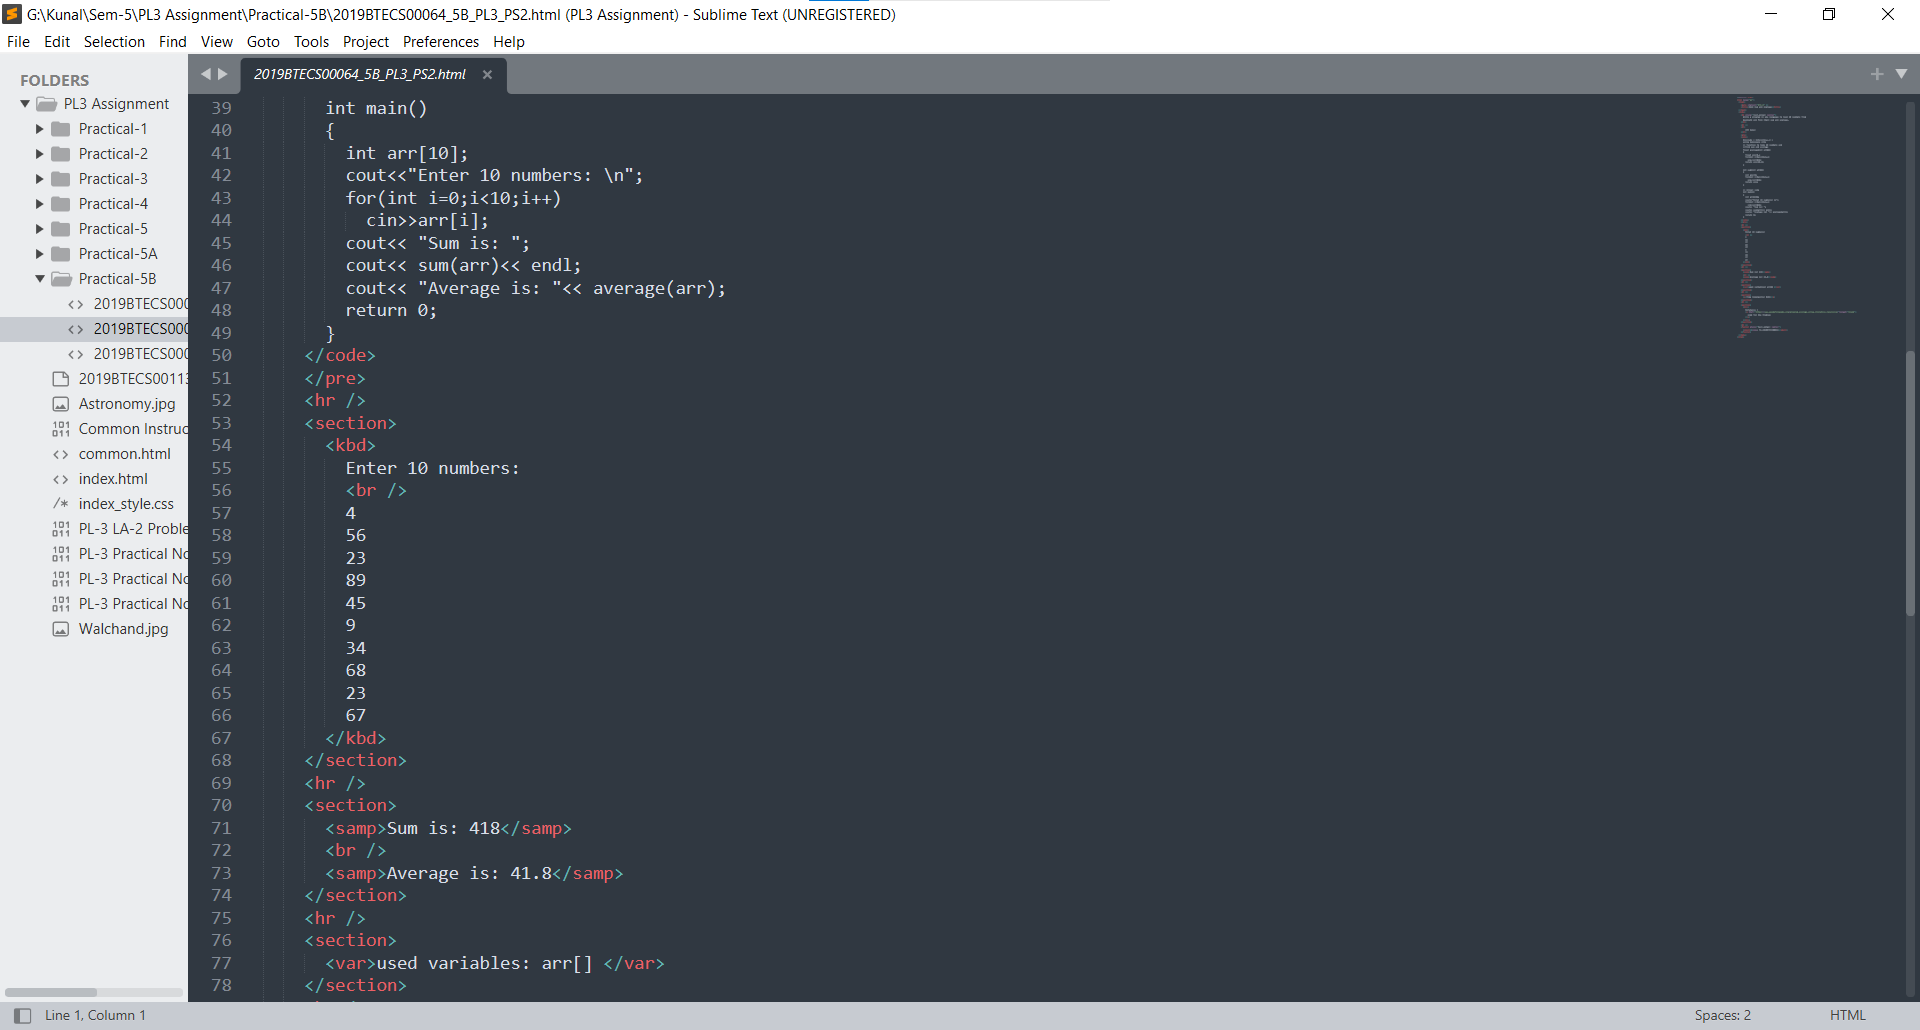 G:\Kunal\Sem-5\PL3 Assignment\Practical-5B\2019BTECS00064_5B_PL3_PS2.html (PL3 Assignment) - Sublime Text (UNREGISTERED)
File Edit Selection Find View Goto Tools Project Preferences Help
FOLDERS
PL3 Assignment
Practical-1
Practical-2
Practical-3
Practical-4
Practical-5
Practical-5A
Practical-5B
<> 2019BTECS000
<> 2019BTECS000
<> 2019BTECS000
2019BTECS00113
Astronomy.jpg
Common Instruc
<> common.html
<> index.html
/* index_style.css
PL-3 LA-2 Proble
PL-3 Practical No
PL-3 Practical No
PL-3 Practical No
Walchand.jpg
2019BTECS00064_5B_PL3_PS2.html
39 int main()
40 {
41 int arr[10];
42 cout<<"Enter 10 numbers: \n";
43 for(int i=0;i<10;i++)
44 cin>>arr[i];
45 cout<< "Sum is: ";
46 cout<< sum(arr)<< endl;
47 cout<< "Average is: "<< average(arr);
48 return 0;
49 }
50 </code>
51 </pre>
52 <hr />
53 <section>
54 <kbd>
55 Enter 10 numbers:
56 <br />
57 4
58 56
59 23
60 89
61 45
62 9
63 34
64 68
65 23
66 67
67 </kbd>
68 </section>
69 <hr />
70 <section>
71 <samp>Sum is: 418</samp>
72 <br />
73 <samp>Average is: 41.8</samp>
74 </section>
75 <hr />
76 <section>
77 <var>used variables: arr[] </var>
78 </section>
Line 1, Column 1
Spaces: 2
HTML